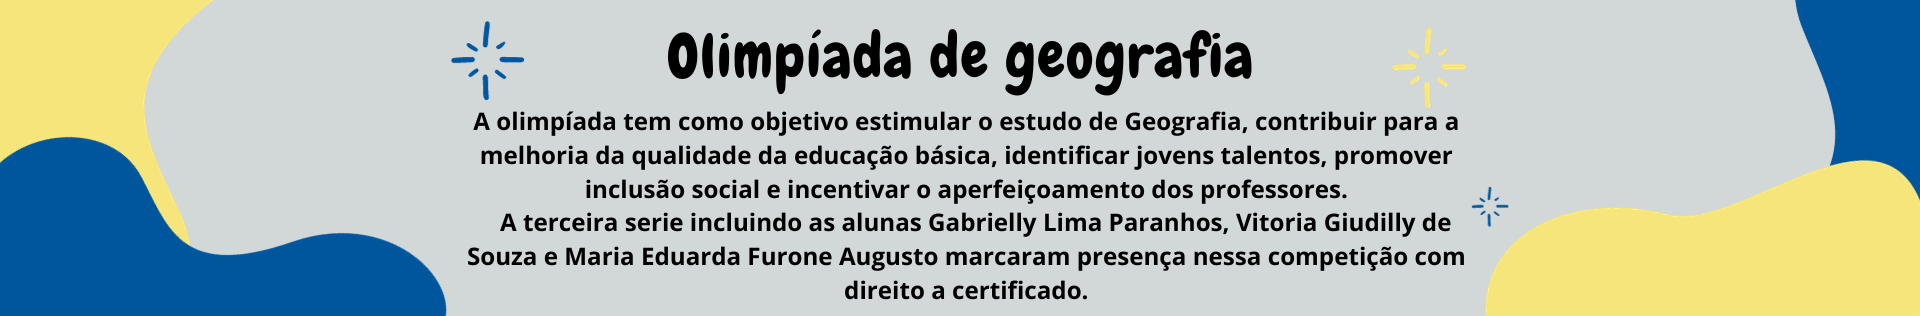 Olimpíada de geografia
A olimpíada tem como objetivo estimular o estudo de Geografia, contribuir para a
melhoria da qualidade da educação básica, identificar jovens talentos, promover
inclusão social e incentivar o aperfeiçoamento dos professores.
A terceira serie incluindo as alunas Gabrielly Lima Paranhos, Vitoria Giudilly de
Souza e Maria Eduarda Furone Augusto marcaram presença nessa competição com
direito a certificado.